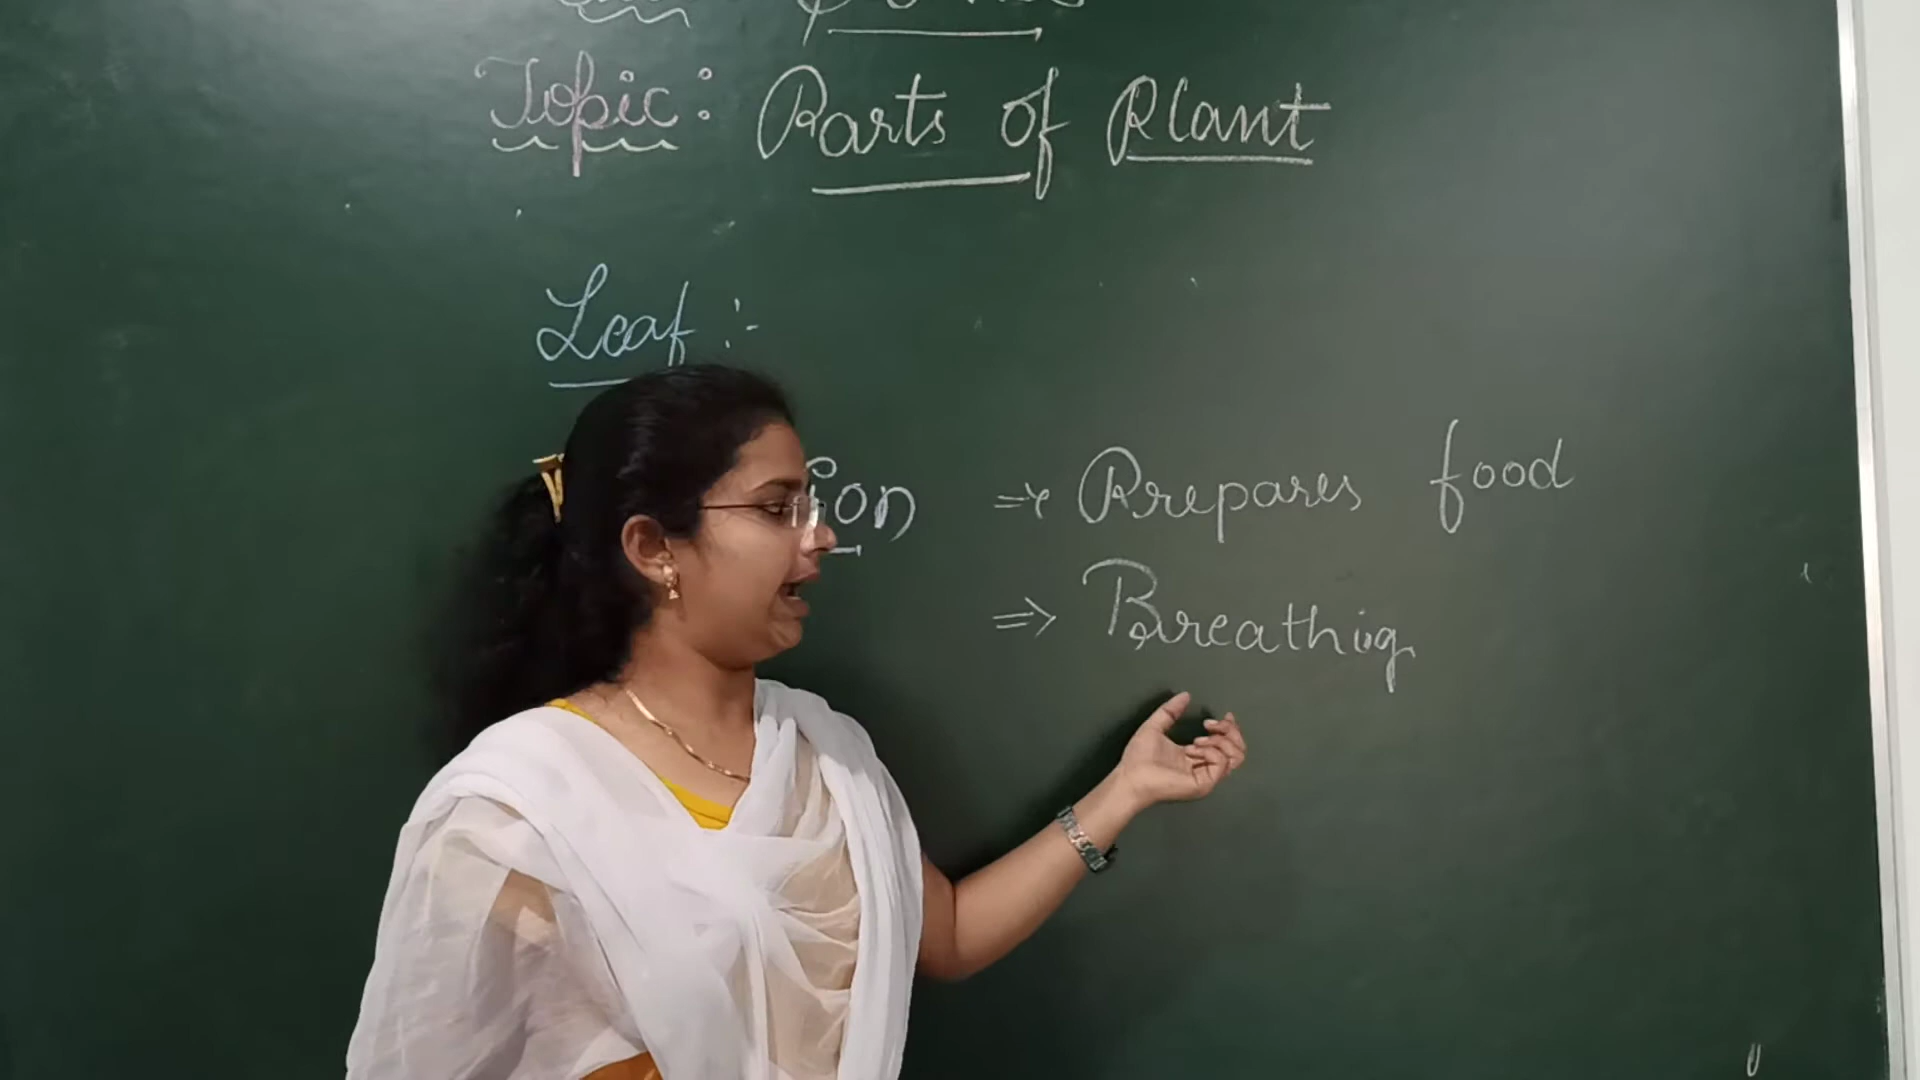 Topic: Parts of Plant
Leaf :-
⇒ Prepares food
⇒ Breathing